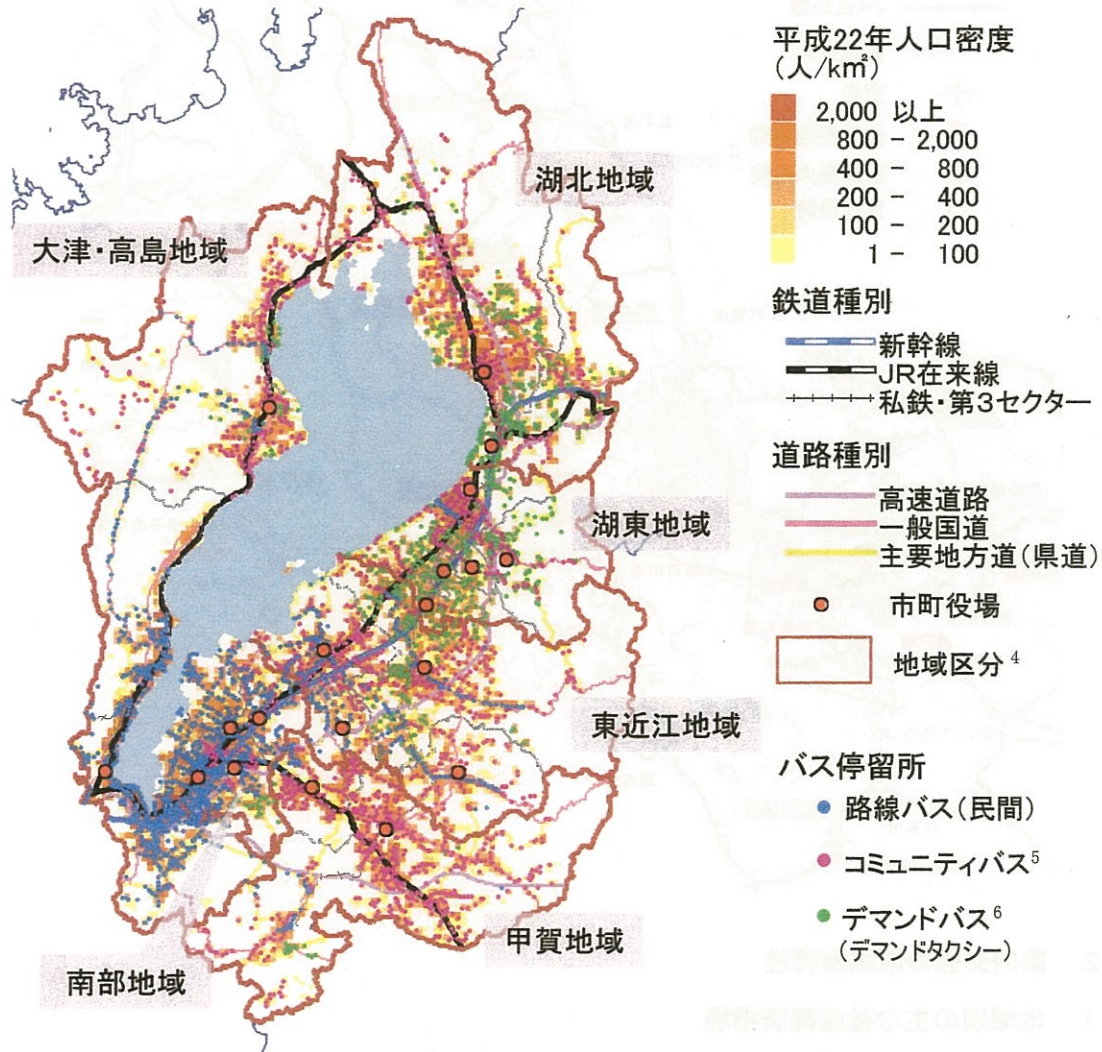 平成22年人口密度
(人/km²)
2,000 以上
800 - 2,000
400 - 800
200 - 400
100 - 200
1 - 100
鉄道種別
新幹線
JR在来線
私鉄・第3セクター
道路種別
高速道路
一般国道
主要地方道(県道)
市町役場
地域区分4
バス停留所
路線バス(民間)
コミュニティバス5
デマンドバス6
(デマンドタクシー)
湖北地域
大津・高島地域
湖東地域
東近江地域
甲賀地域
南部地域